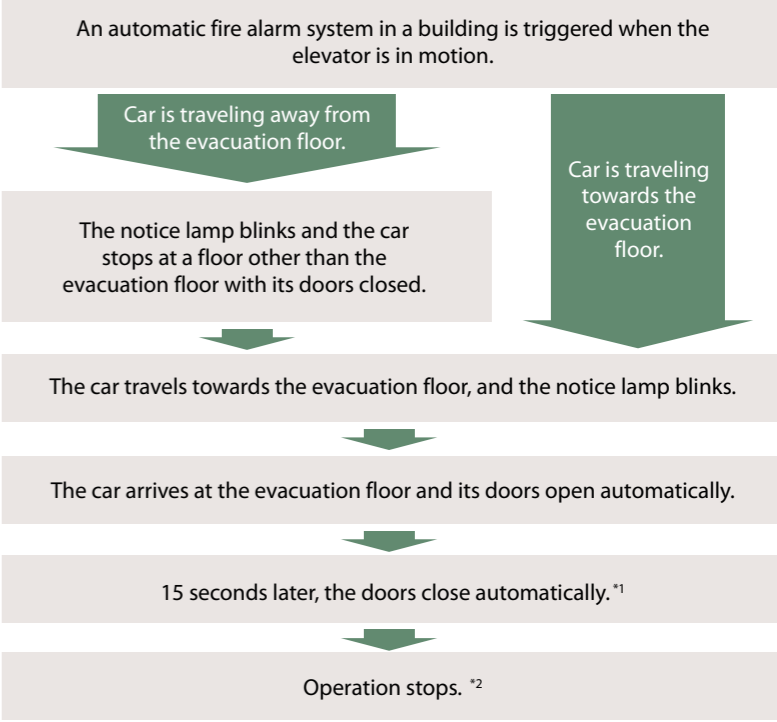 An automatic fire alarm system in a building is triggered when the
elevator is in motion.
Car is traveling away from
the evacuation floor.
Car is traveling
towards the
evacuation
floor.
The notice lamp blinks and the car
stops at a floor other than the
evacuation floor with its doors closed.
The car travels towards the evacuation floor, and the notice lamp blinks.
The car arrives at the evacuation floor and its doors open automatically.
15 seconds later, the doors close automatically.*1
Operation stops. *2